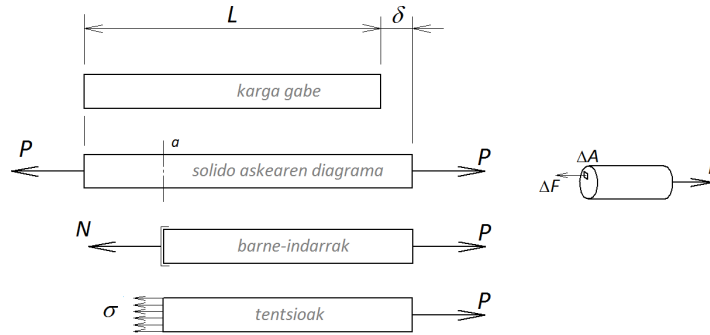 L δ
karga gabe
a
P solido askearen diagrama P
ΔA
ΔF
N barne-indarrak P
σ tentsioak P